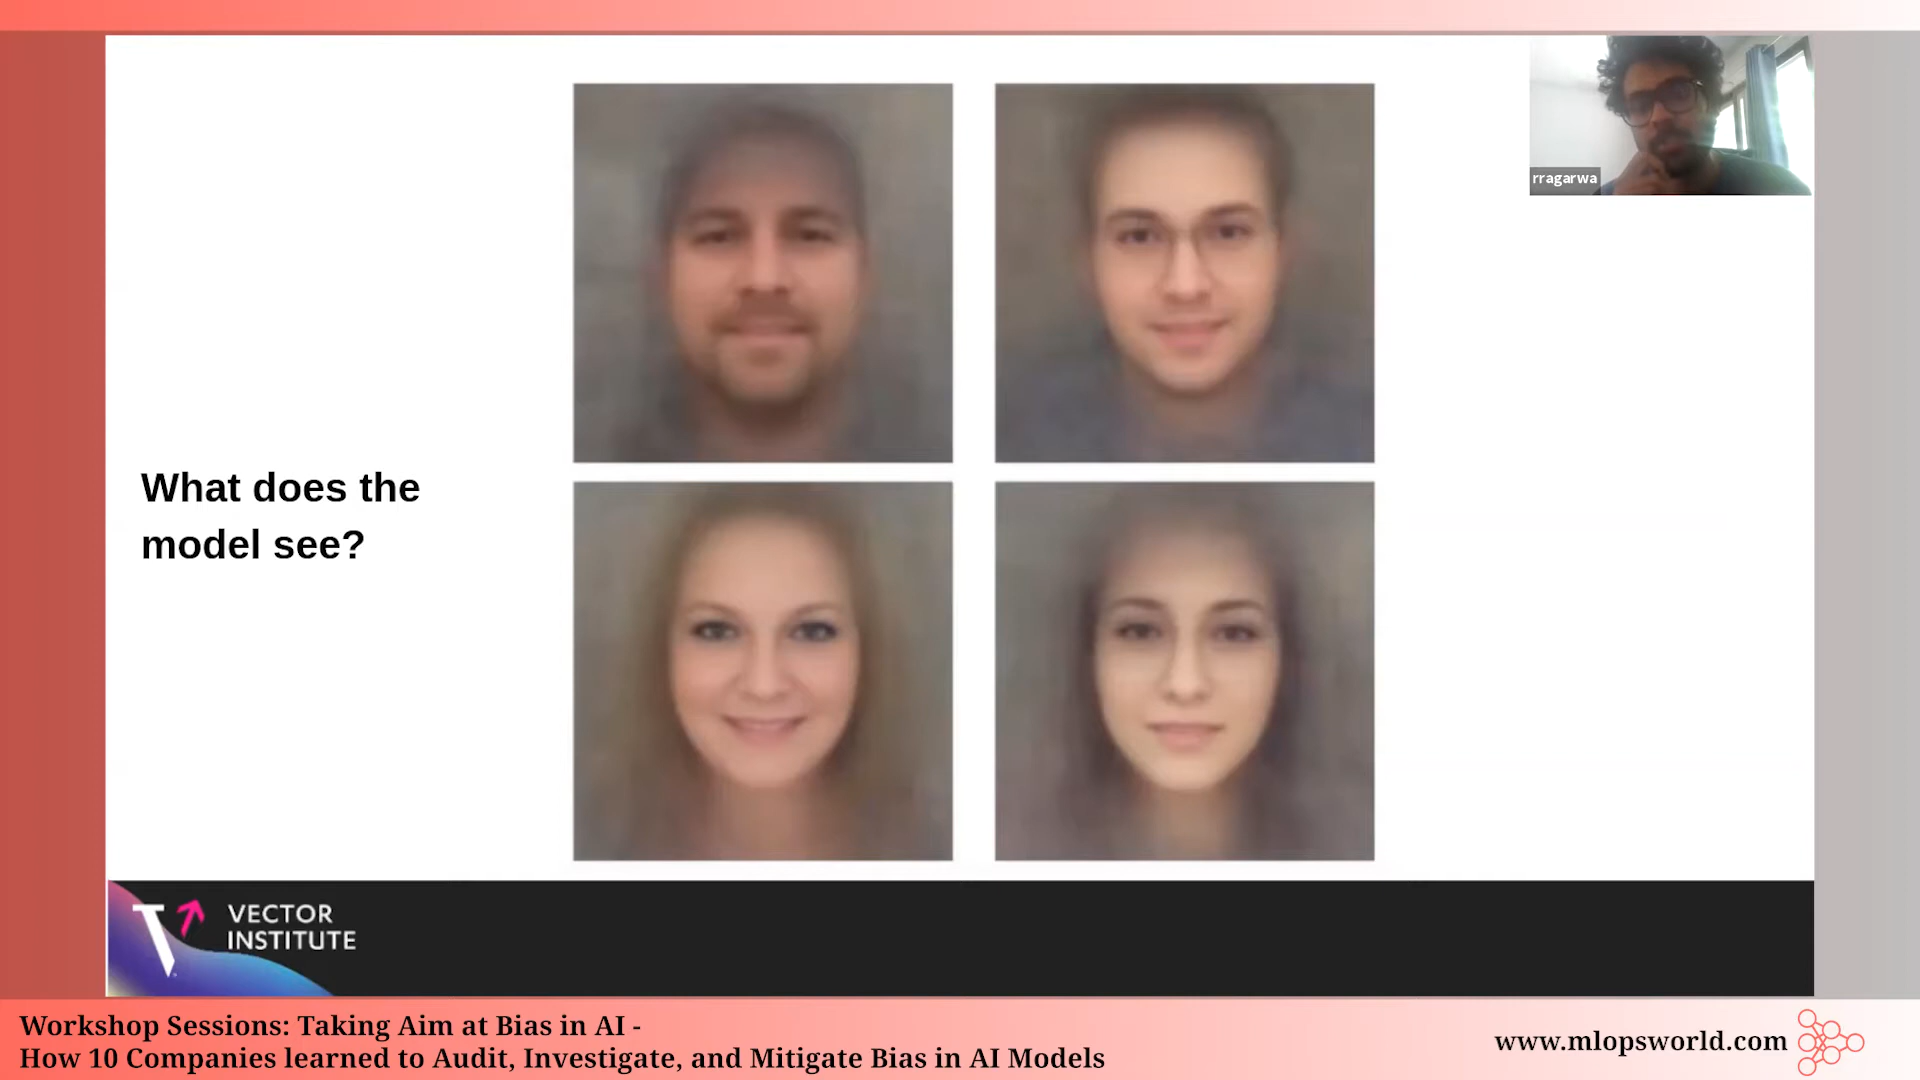 rragarwa
What does the
model see?
VECTOR
INSTITUTE
Workshop Sessions: Taking Aim at Bias in AI -
How 10 Companies learned to Audit, Investigate, and Mitigate Bias in AI Models
www.mlopsworld.com